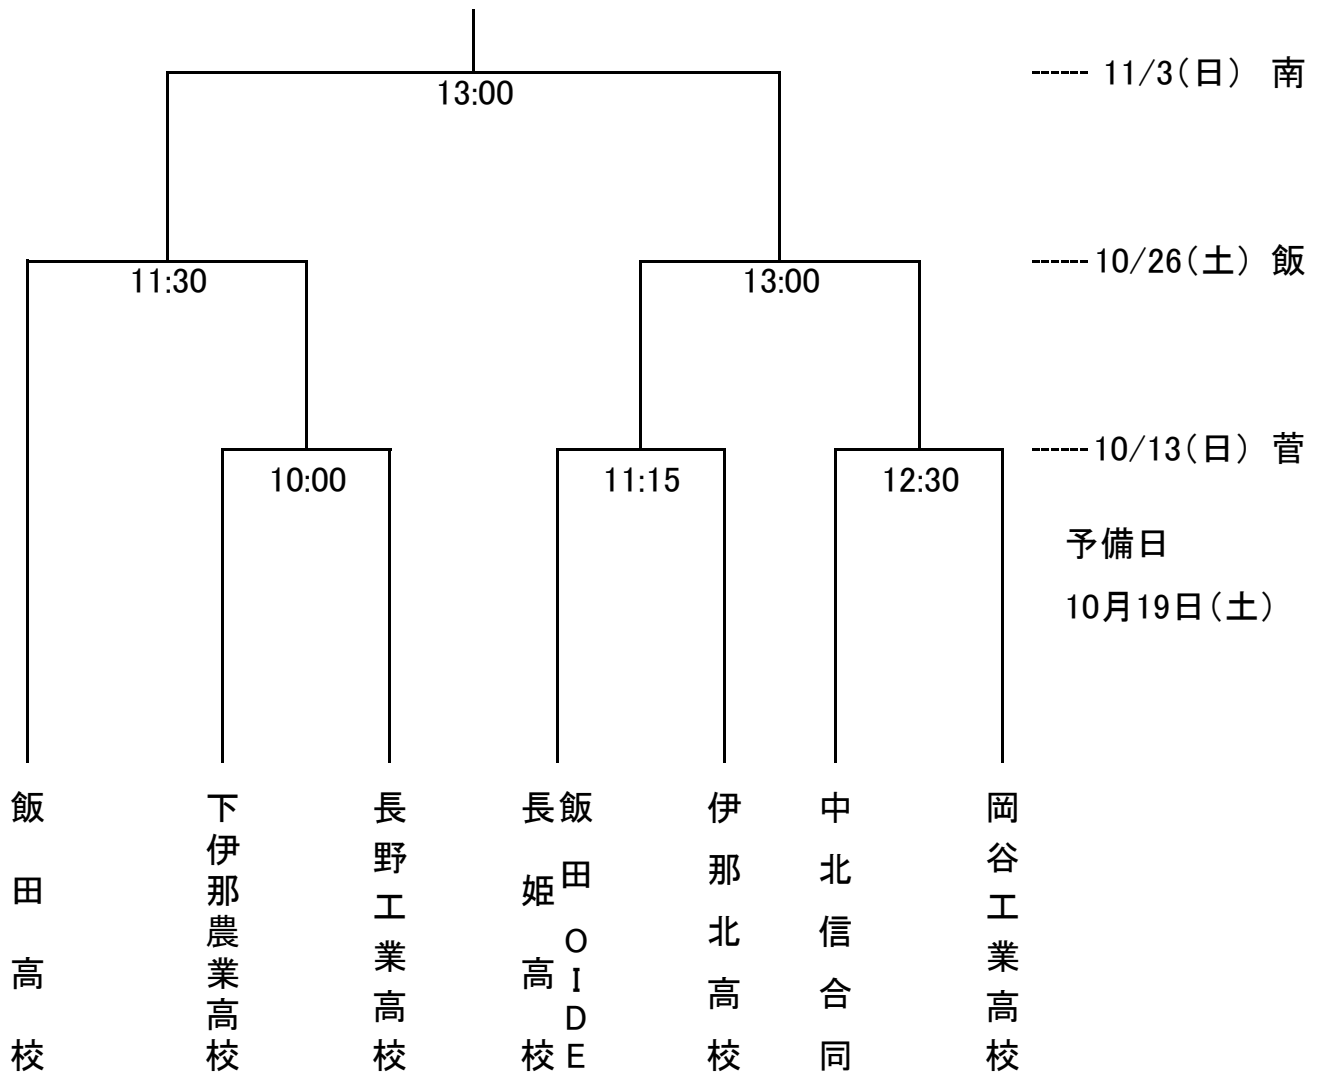 13:00
11/3(日) 南
11:30
13:00
10/26(土) 飯
10:00
11:15
12:30
10/13(日) 菅
予備日
10月19日(土)
飯田高校
下伊那農業高校
長野工業高校
飯田OIDE
長姫高校
伊那北高校
中北信合同
岡谷工業高校